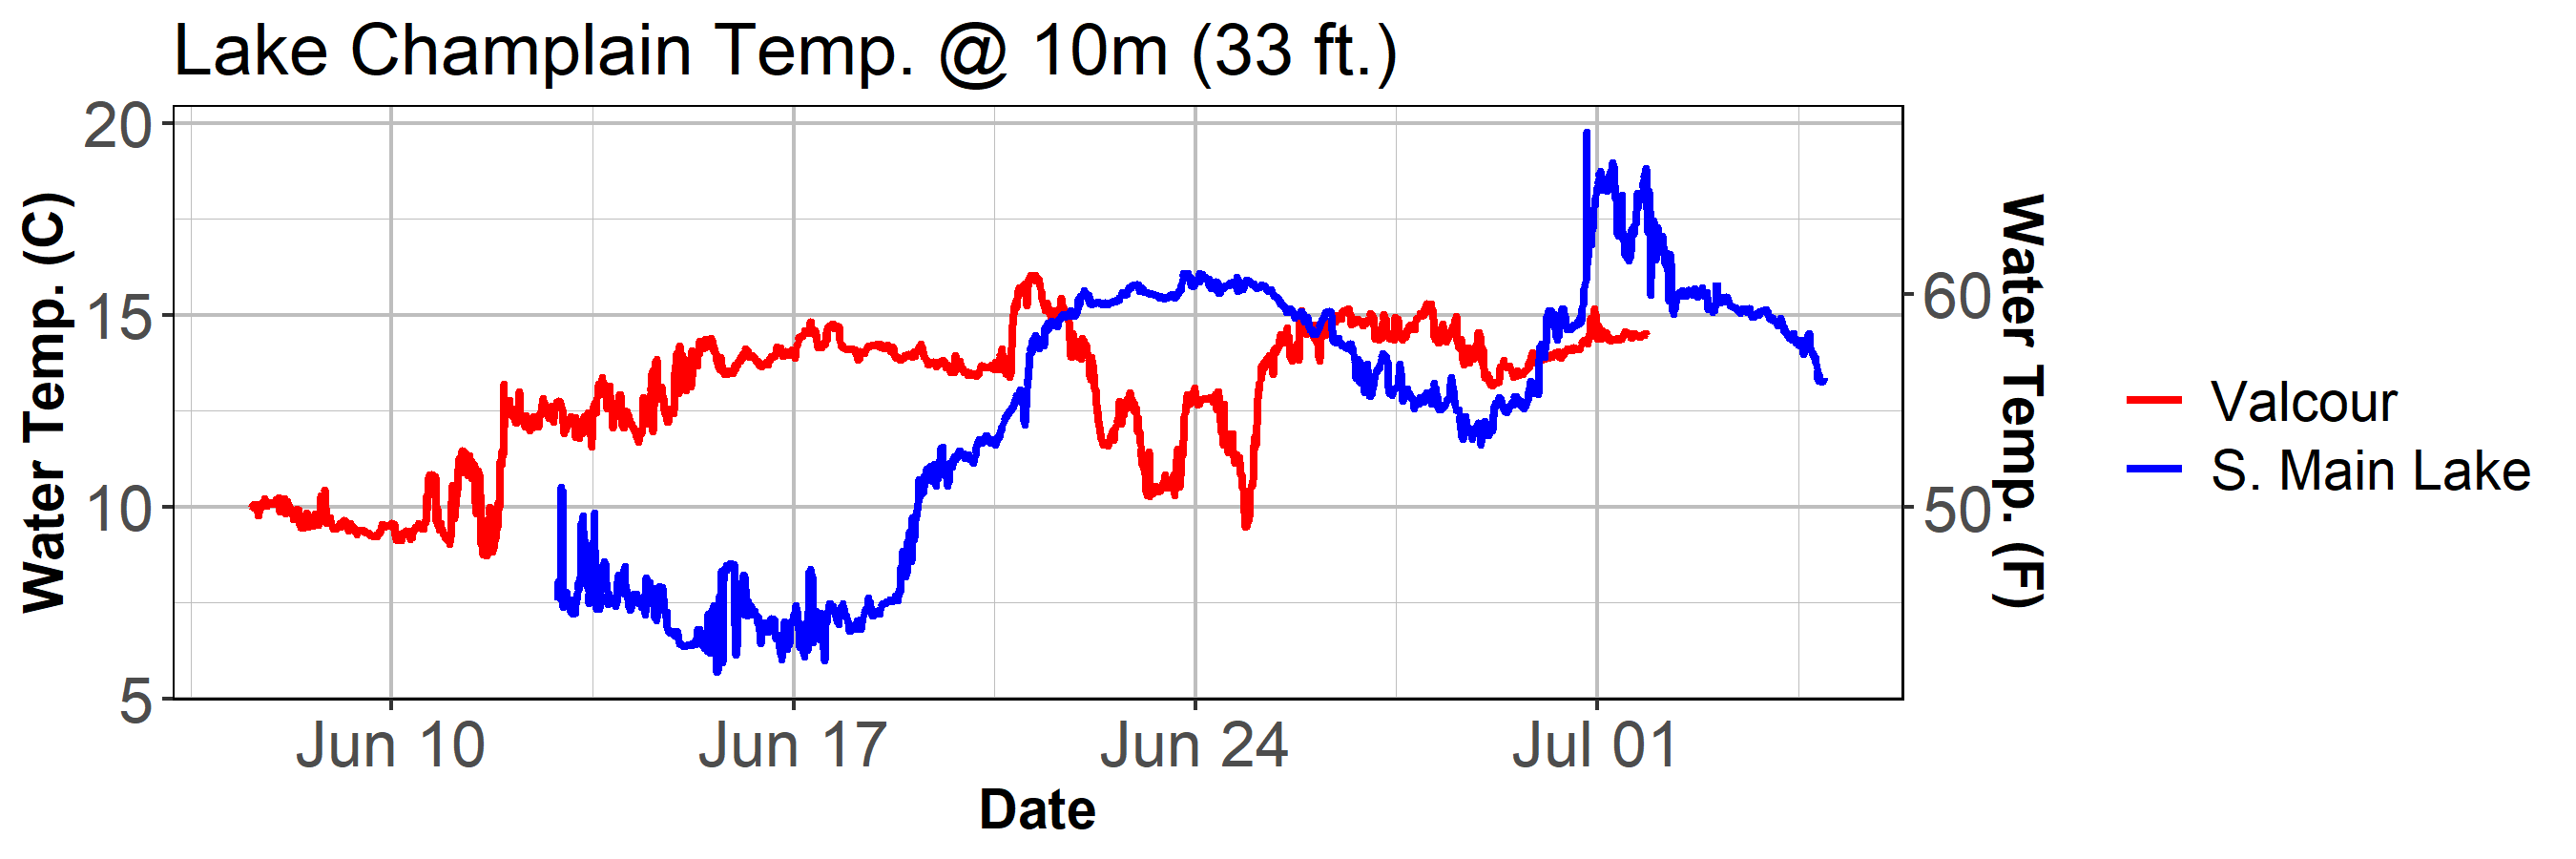 Lake Champlain Temp. @ 10m (33 ft.)
Water Temp. (C)
20
15
10
5
60
50
Water Temp. (F)
Jun 10
Jun 17
Jun 24
Jul 01
Date
Valcour
S. Main Lake